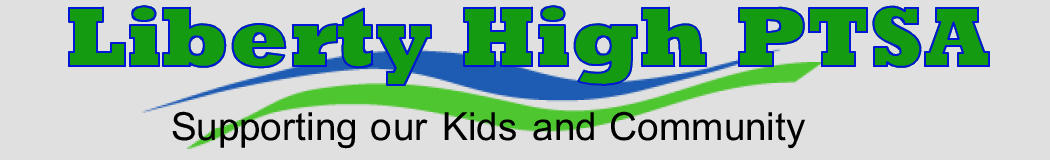 Liberty High PTSA
Supporting our Kids and Community